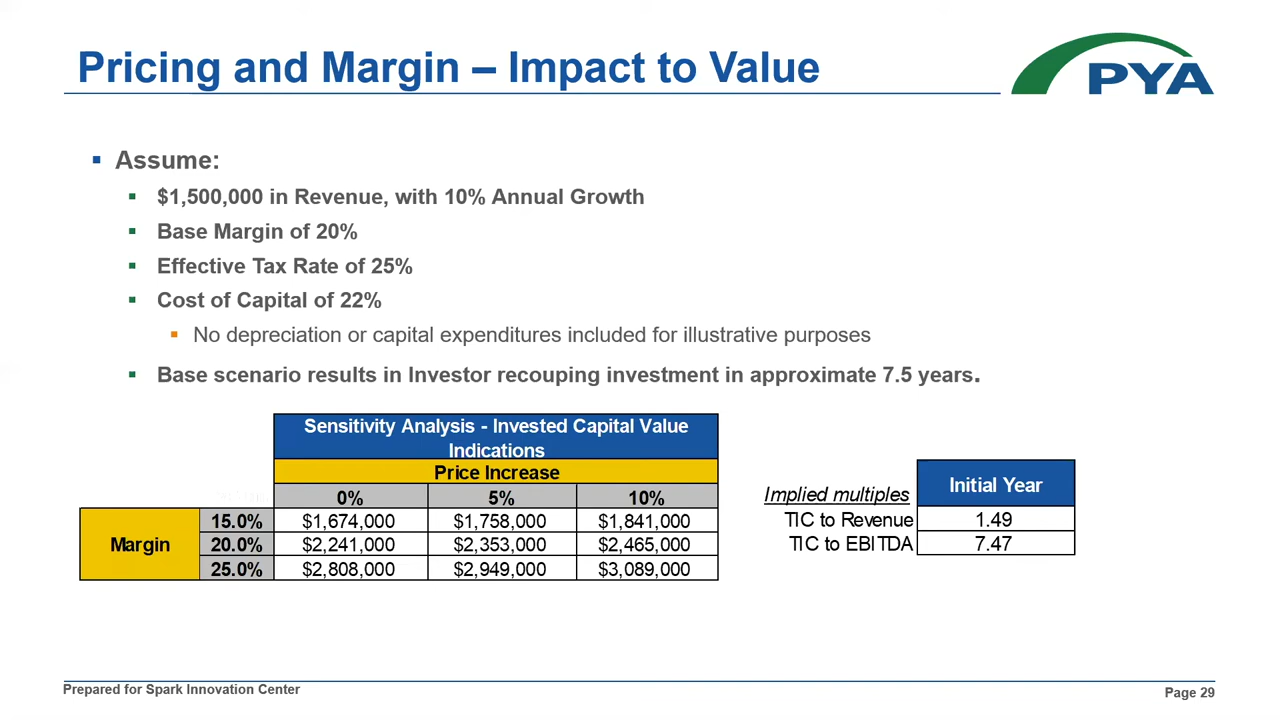 Pricing and Margin – Impact to Value
PYA
Assume:
$1,500,000 in Revenue, with 10% Annual Growth
Base Margin of 20%
Effective Tax Rate of 25%
Cost of Capital of 22%
No depreciation or capital expenditures included for illustrative purposes
Base scenario results in Investor recouping investment in approximate 7.5 years.
Sensitivity Analysis - Invested Capital Value
Indications
Price Increase
0% 5% 10%
Margin
15.0% $1,674,000 $1,758,000 $1,841,000
20.0% $2,241,000 $2,353,000 $2,465,000
25.0% $2,808,000 $2,949,000 $3,089,000
Implied multiples Initial Year
TIC to Revenue 1.49
TIC to EBITDA 7.47
Prepared for Spark Innovation Center
Page 29